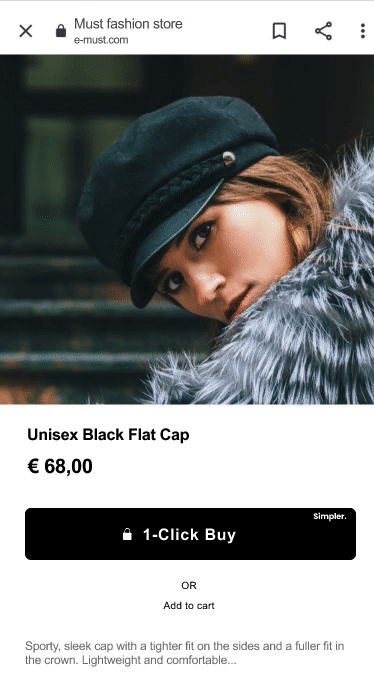 Must fashion store
e-must.com
Unisex Black Flat Cap
€ 68,00
Simpler.
1-Click Buy
OR
Add to cart
Sporty, sleek cap with a tighter fit on the sides and a fuller fit in
the crown. Lightweight and comfortable...